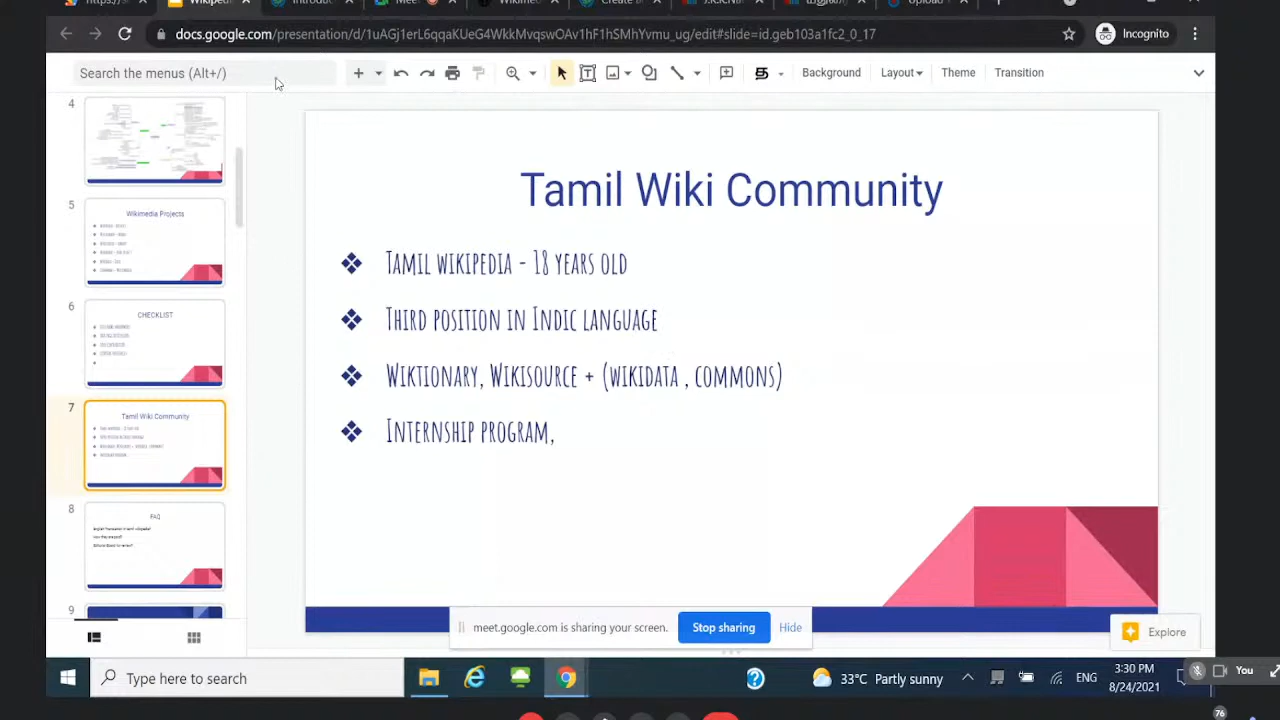 docs.google.com/presentation/d/1uAGj1erL6qqaKUeG4WkkMvqswOAv1hF1hSMhYvmu_ug/edit#slide=id.geb103a1fc2_0_17
Incognito
Search the menus (Alt+/)
Background
Layout
Theme
Transition
4
5
Wikimedia Projects
6
CHECKLIST
7
Tamil Wiki Community
8
FAQ
9
Tamil Wiki Community
❖ Tamil wikipedia - 18 years old
❖ Third position in Indic language
❖ Wiktionary, Wikisource + (wikidata , commons)
❖ Internship program,
meet.google.com is sharing your screen.
Stop sharing
Hide
Explore
Type here to search
33°C Partly sunny
ENG
3:30 PM
8/24/2021
You
76